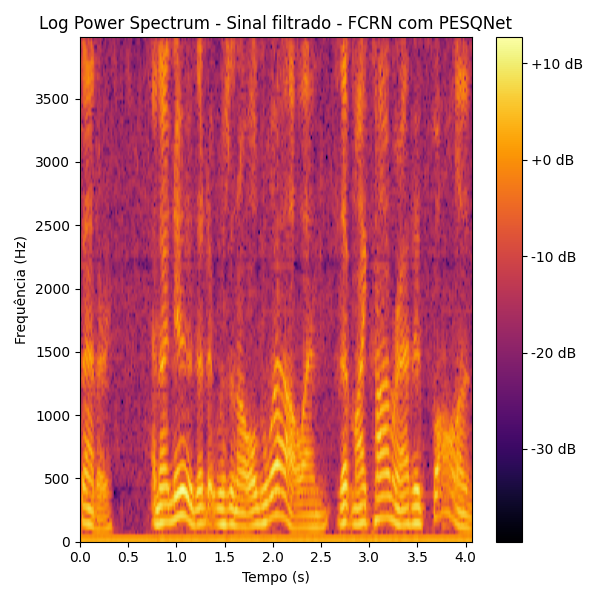 Log Power Spectrum - Sinal filtrado - FCRN com PESQNet
Frequência (Hz)
3500
3000
2500
2000
1500
1000
500
0
0.0 0.5 1.0 1.5 2.0 2.5 3.0 3.5 4.0
Tempo (s)
+10 dB
+0 dB
-10 dB
-20 dB
-30 dB